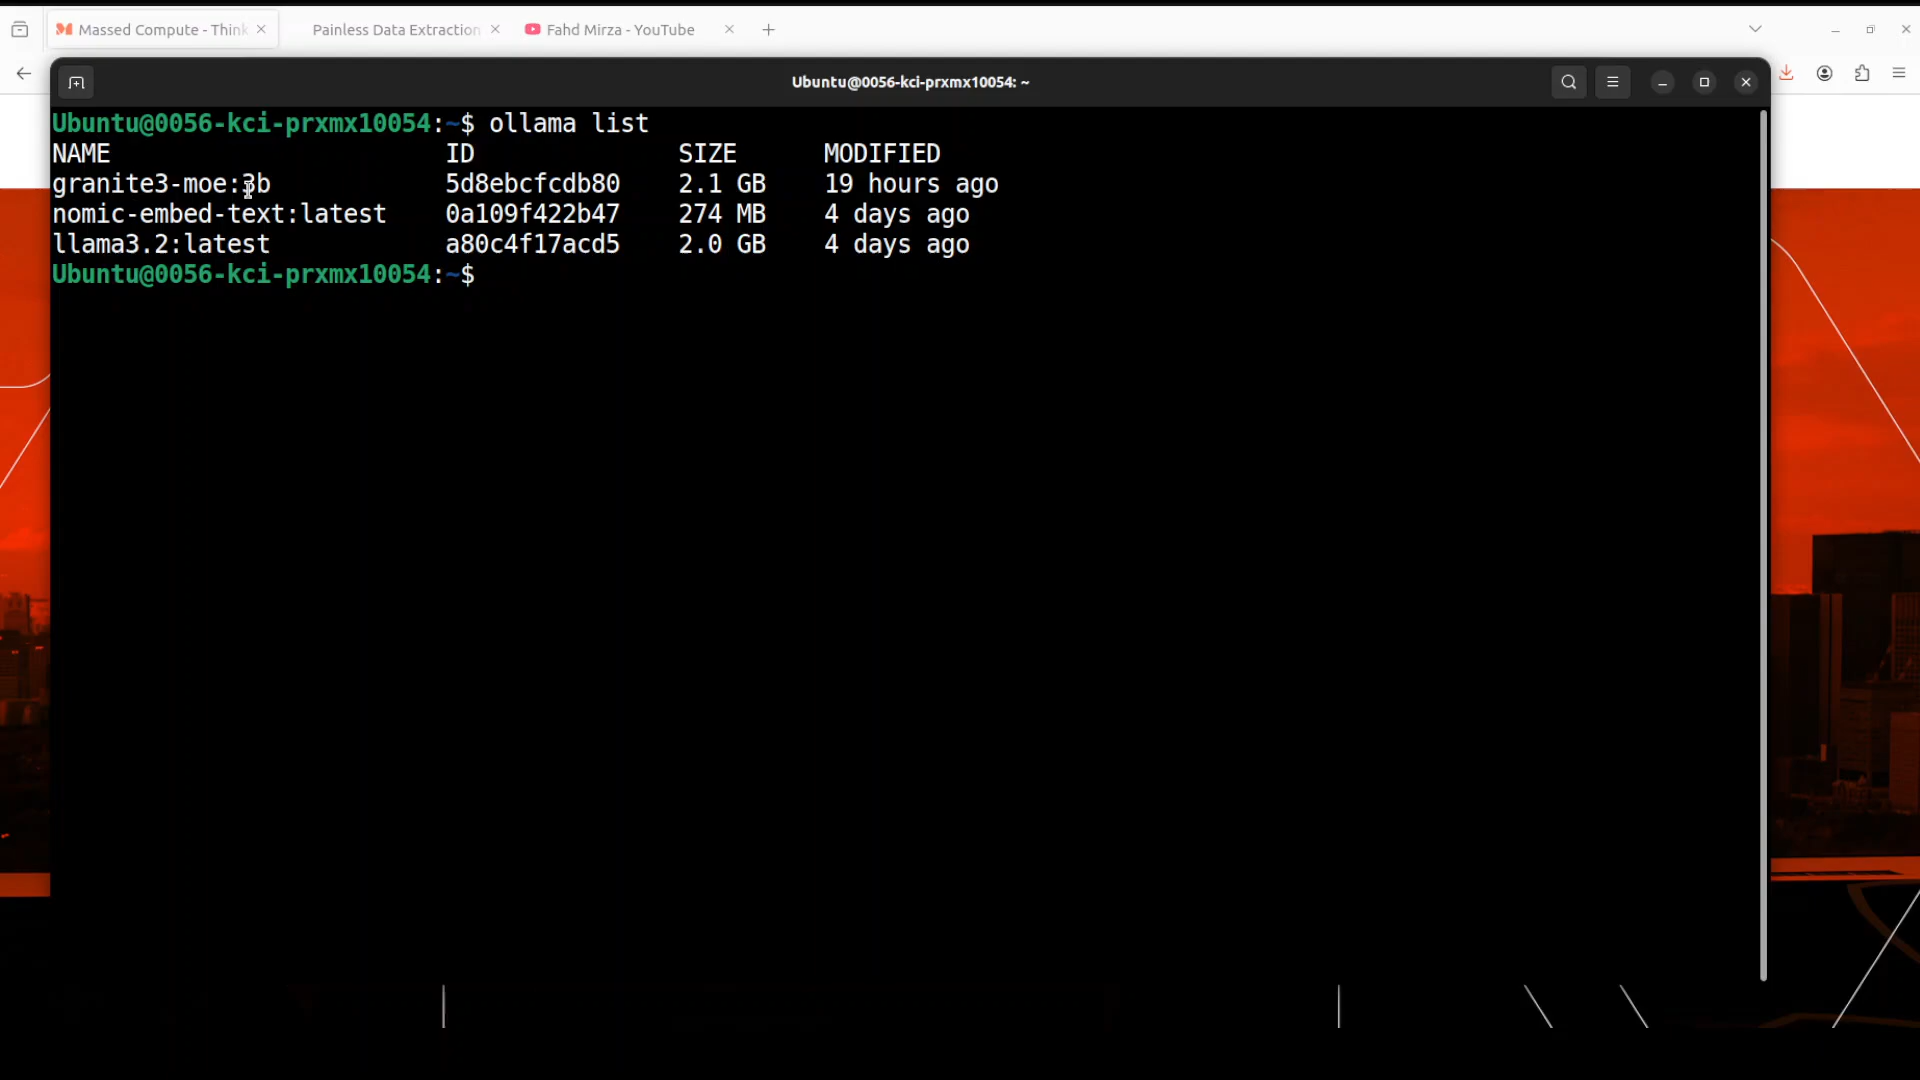 Massed Compute - Think
Painless Data Extraction
Fahd Mirza - YouTube
Ubuntu@0056-kci-prxmx10054: ~
Ubuntu@0056-kci-prxmx10054:~$ ollama list
NAME ID SIZE MODIFIED
granite3-moe:3b 5d8ebcfcdb80 2.1 GB 19 hours ago
nomic-embed-text:latest 0a109f422b47 274 MB 4 days ago
llama3.2:latest a80c4f17acd5 2.0 GB 4 days ago
Ubuntu@0056-kci-prxmx10054:~$